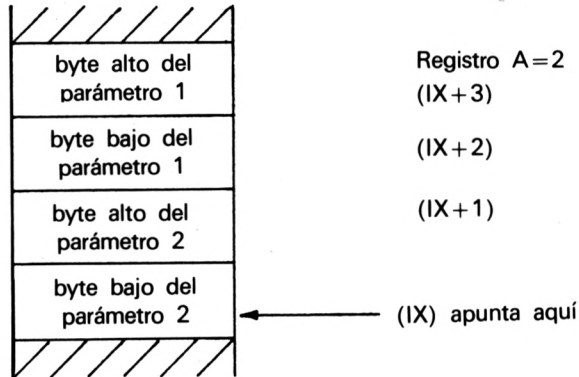 byte alto del
parámetro 1
byte bajo del
parámetro 1
byte alto del
parámetro 2
byte bajo del
parámetro 2
Registro A=2
(IX+3)
(IX+2)
(IX+1)
(IX) apunta aquí